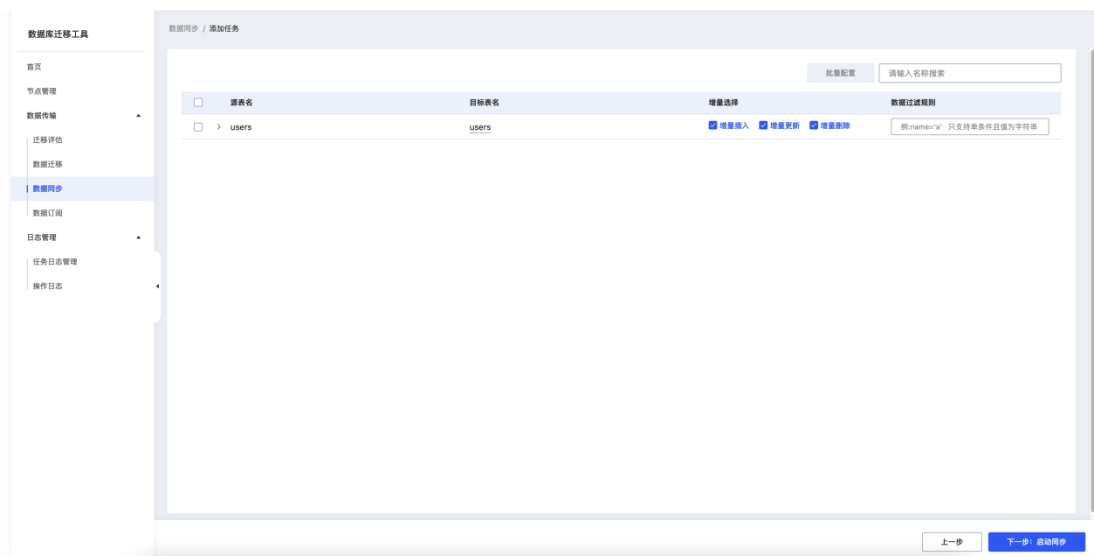 数据库迁移工具
数据同步 / 添加任务
首页
节点管理
数据传输
迁移评估
数据迁移
数据同步
数据订阅
日志管理
任务日志管理
操作日志
批量配置 请输入名称搜索
源表名 目标表名 增量选择 数据过滤规则
users users 增量插入 增量更新 增量删除 例:name='a' 只支持单条件且值为字符串
上一步 下一步：启动同步